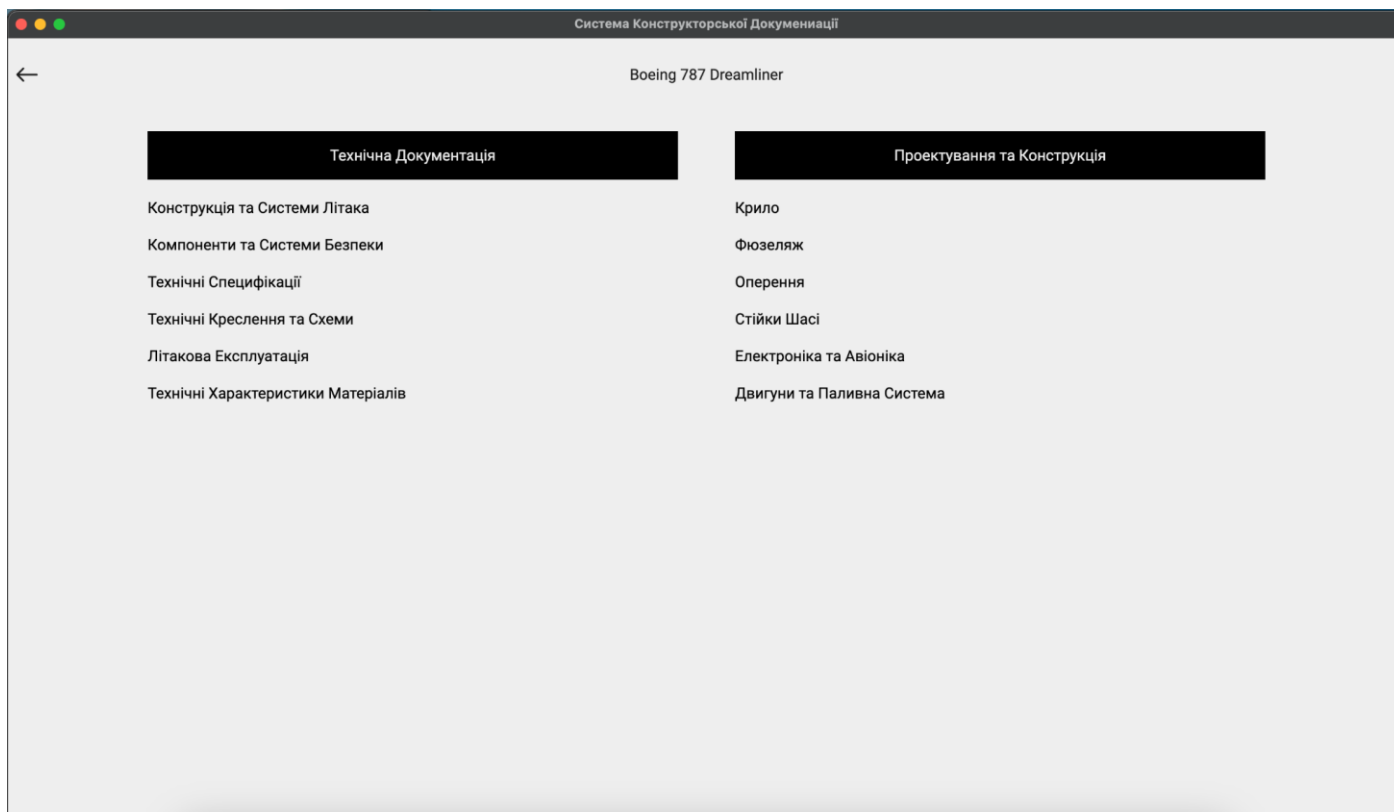 Система Конструкторської Докумениації
Boeing 787 Dreamliner
Технічна Документація
Конструкція та Системи Літака
Компоненти та Системи Безпеки
Технічні Специфікації
Технічні Креслення та Схеми
Літакова Експлуатація
Технічні Характеристики Матеріалів
Проектування та Конструкція
Крило
Фюзеляж
Оперення
Стійки Шасі
Електроніка та Авіоніка
Двигуни та Паливна Система